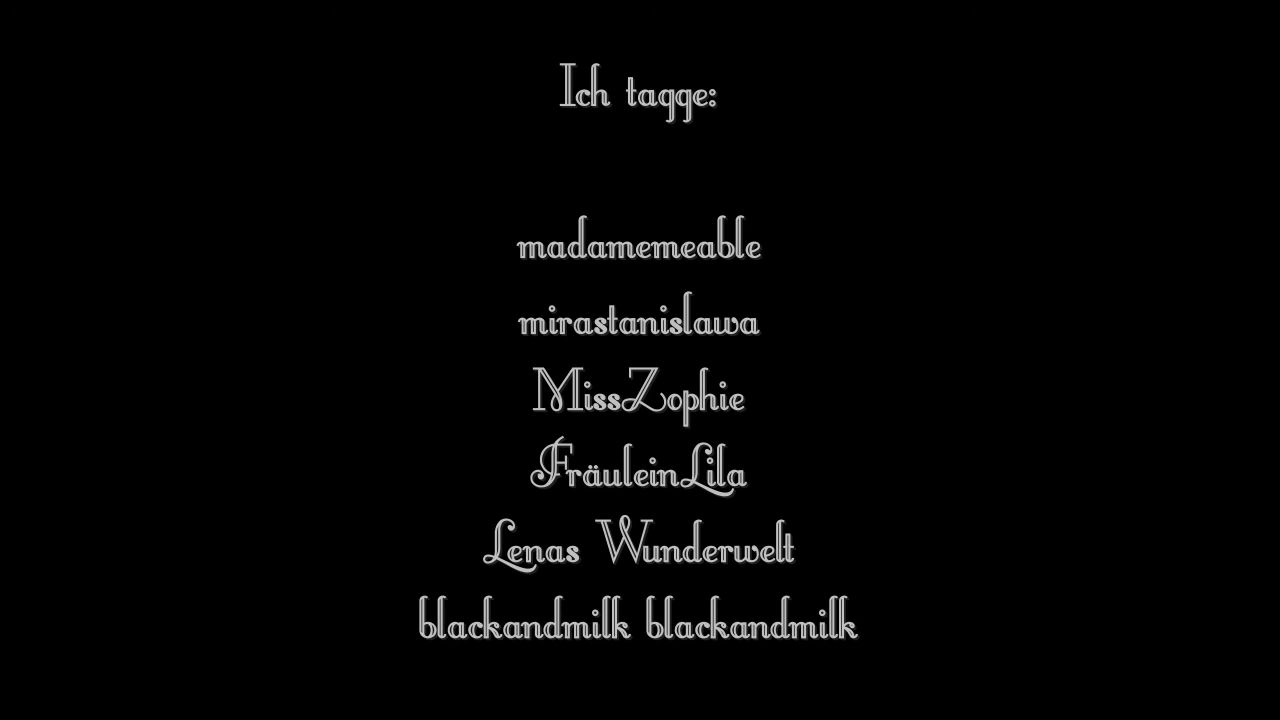 Ich tagge:
madamemeable
mirastanislawa
MissZophie
FräuleinLila
Lenas Wunderwelt
blackandmilk blackandmilk